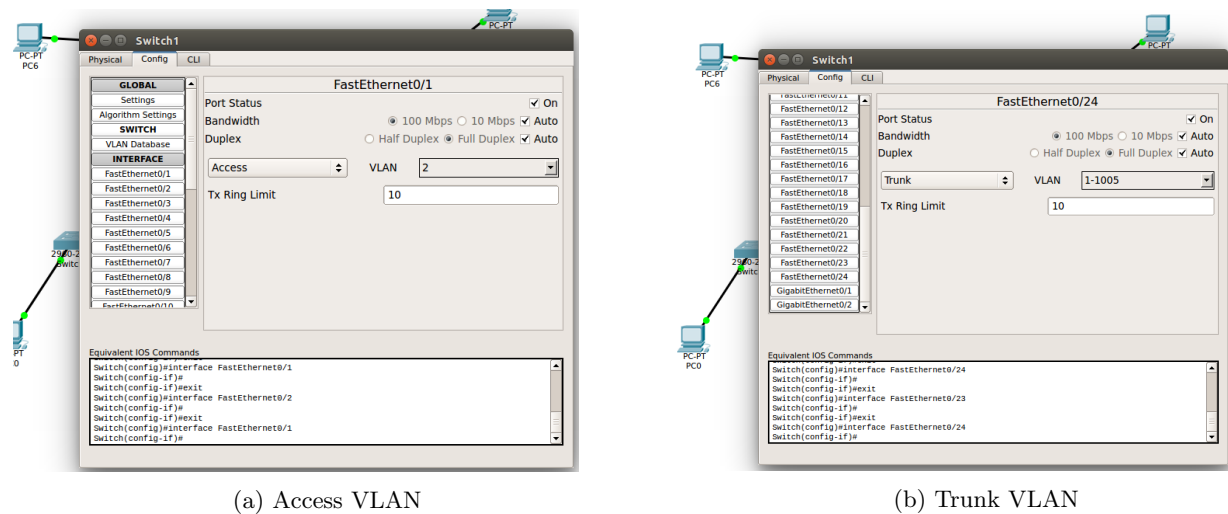 PC-PT
PC6
Switch1
Physical Config CLI
GLOBAL
Settings
Algorithm Settings
SWITCH
VLAN Database
INTERFACE
FastEthernet0/1
FastEthernet0/2
FastEthernet0/3
FastEthernet0/4
FastEthernet0/5
FastEthernet0/6
FastEthernet0/7
FastEthernet0/8
FastEthernet0/9
FastEthernet0/10
FastEthernet0/1
Port Status On
Bandwidth 100 Mbps 10 Mbps Auto
Duplex Half Duplex Full Duplex Auto
Access VLAN 2
Tx Ring Limit 10
Equivalent IOS Commands
Switch(config)#interface FastEthernet0/1
Switch(config-if)#
Switch(config-if)#exit
Switch(config)#interface FastEthernet0/2
Switch(config-if)#
Switch(config-if)#exit
Switch(config)#interface FastEthernet0/1
Switch(config-if)#
PC-PT
(a) Access VLAN
PC-PT
PC6
PC-PT
Switch1
Physical Config CLI
FastEthernet0/11
FastEthernet0/12
FastEthernet0/13
FastEthernet0/14
FastEthernet0/15
FastEthernet0/16
FastEthernet0/17
FastEthernet0/18
FastEthernet0/19
FastEthernet0/20
FastEthernet0/21
FastEthernet0/22
FastEthernet0/23
FastEthernet0/24
GigabitEthernet0/1
GigabitEthernet0/2
FastEthernet0/24
Port Status On
Bandwidth 100 Mbps 10 Mbps Auto
Duplex Half Duplex Full Duplex Auto
Trunk VLAN 1-1005
Tx Ring Limit 10
PC-PT
PC0
Equivalent IOS Commands
Switch(config)#interface FastEthernet0/24
Switch(config-if)#
Switch(config-if)#exit
Switch(config)#interface FastEthernet0/23
Switch(config-if)#
Switch(config-if)#exit
Switch(config)#interface FastEthernet0/24
Switch(config-if)#
(b) Trunk VLAN